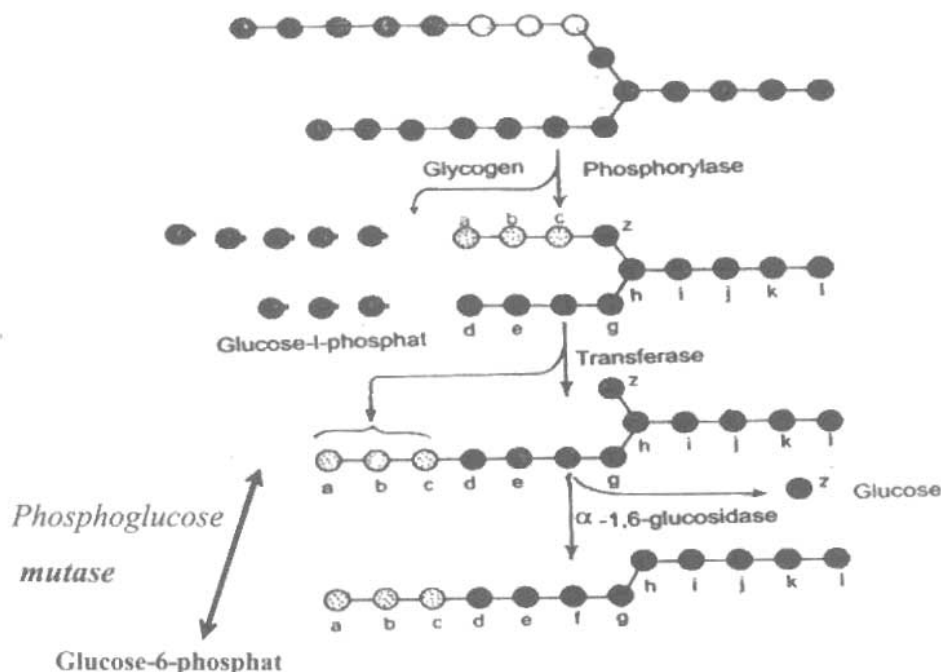 Glycogen Phosphorylase
a b c z
h i j k l
d e g
Glucose-l-phosphat
Transferase
z
h i j k l
a b c d e g
z Glucose
α -1,6-glucosidase
Phosphoglucose
mutase
h i j k l
a b c d e f g
Glucose-6-phosphat